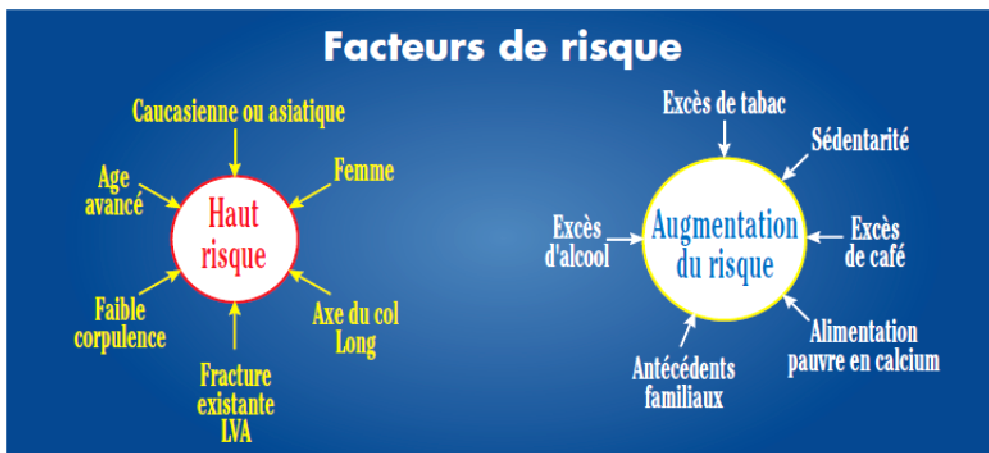 Facteurs de risque
Caucasienne ou asiatique
Age
avancé
Femme
Haut
risque
Faible
corpulence
Axe du col
Long
Fracture
existante
LVA
Excès de tabac
Sédentarité
Excès
d'alcool
Augmentation
du risque
Excès
de café
Antécédents
familiaux
Alimentation
pauvre en calcium